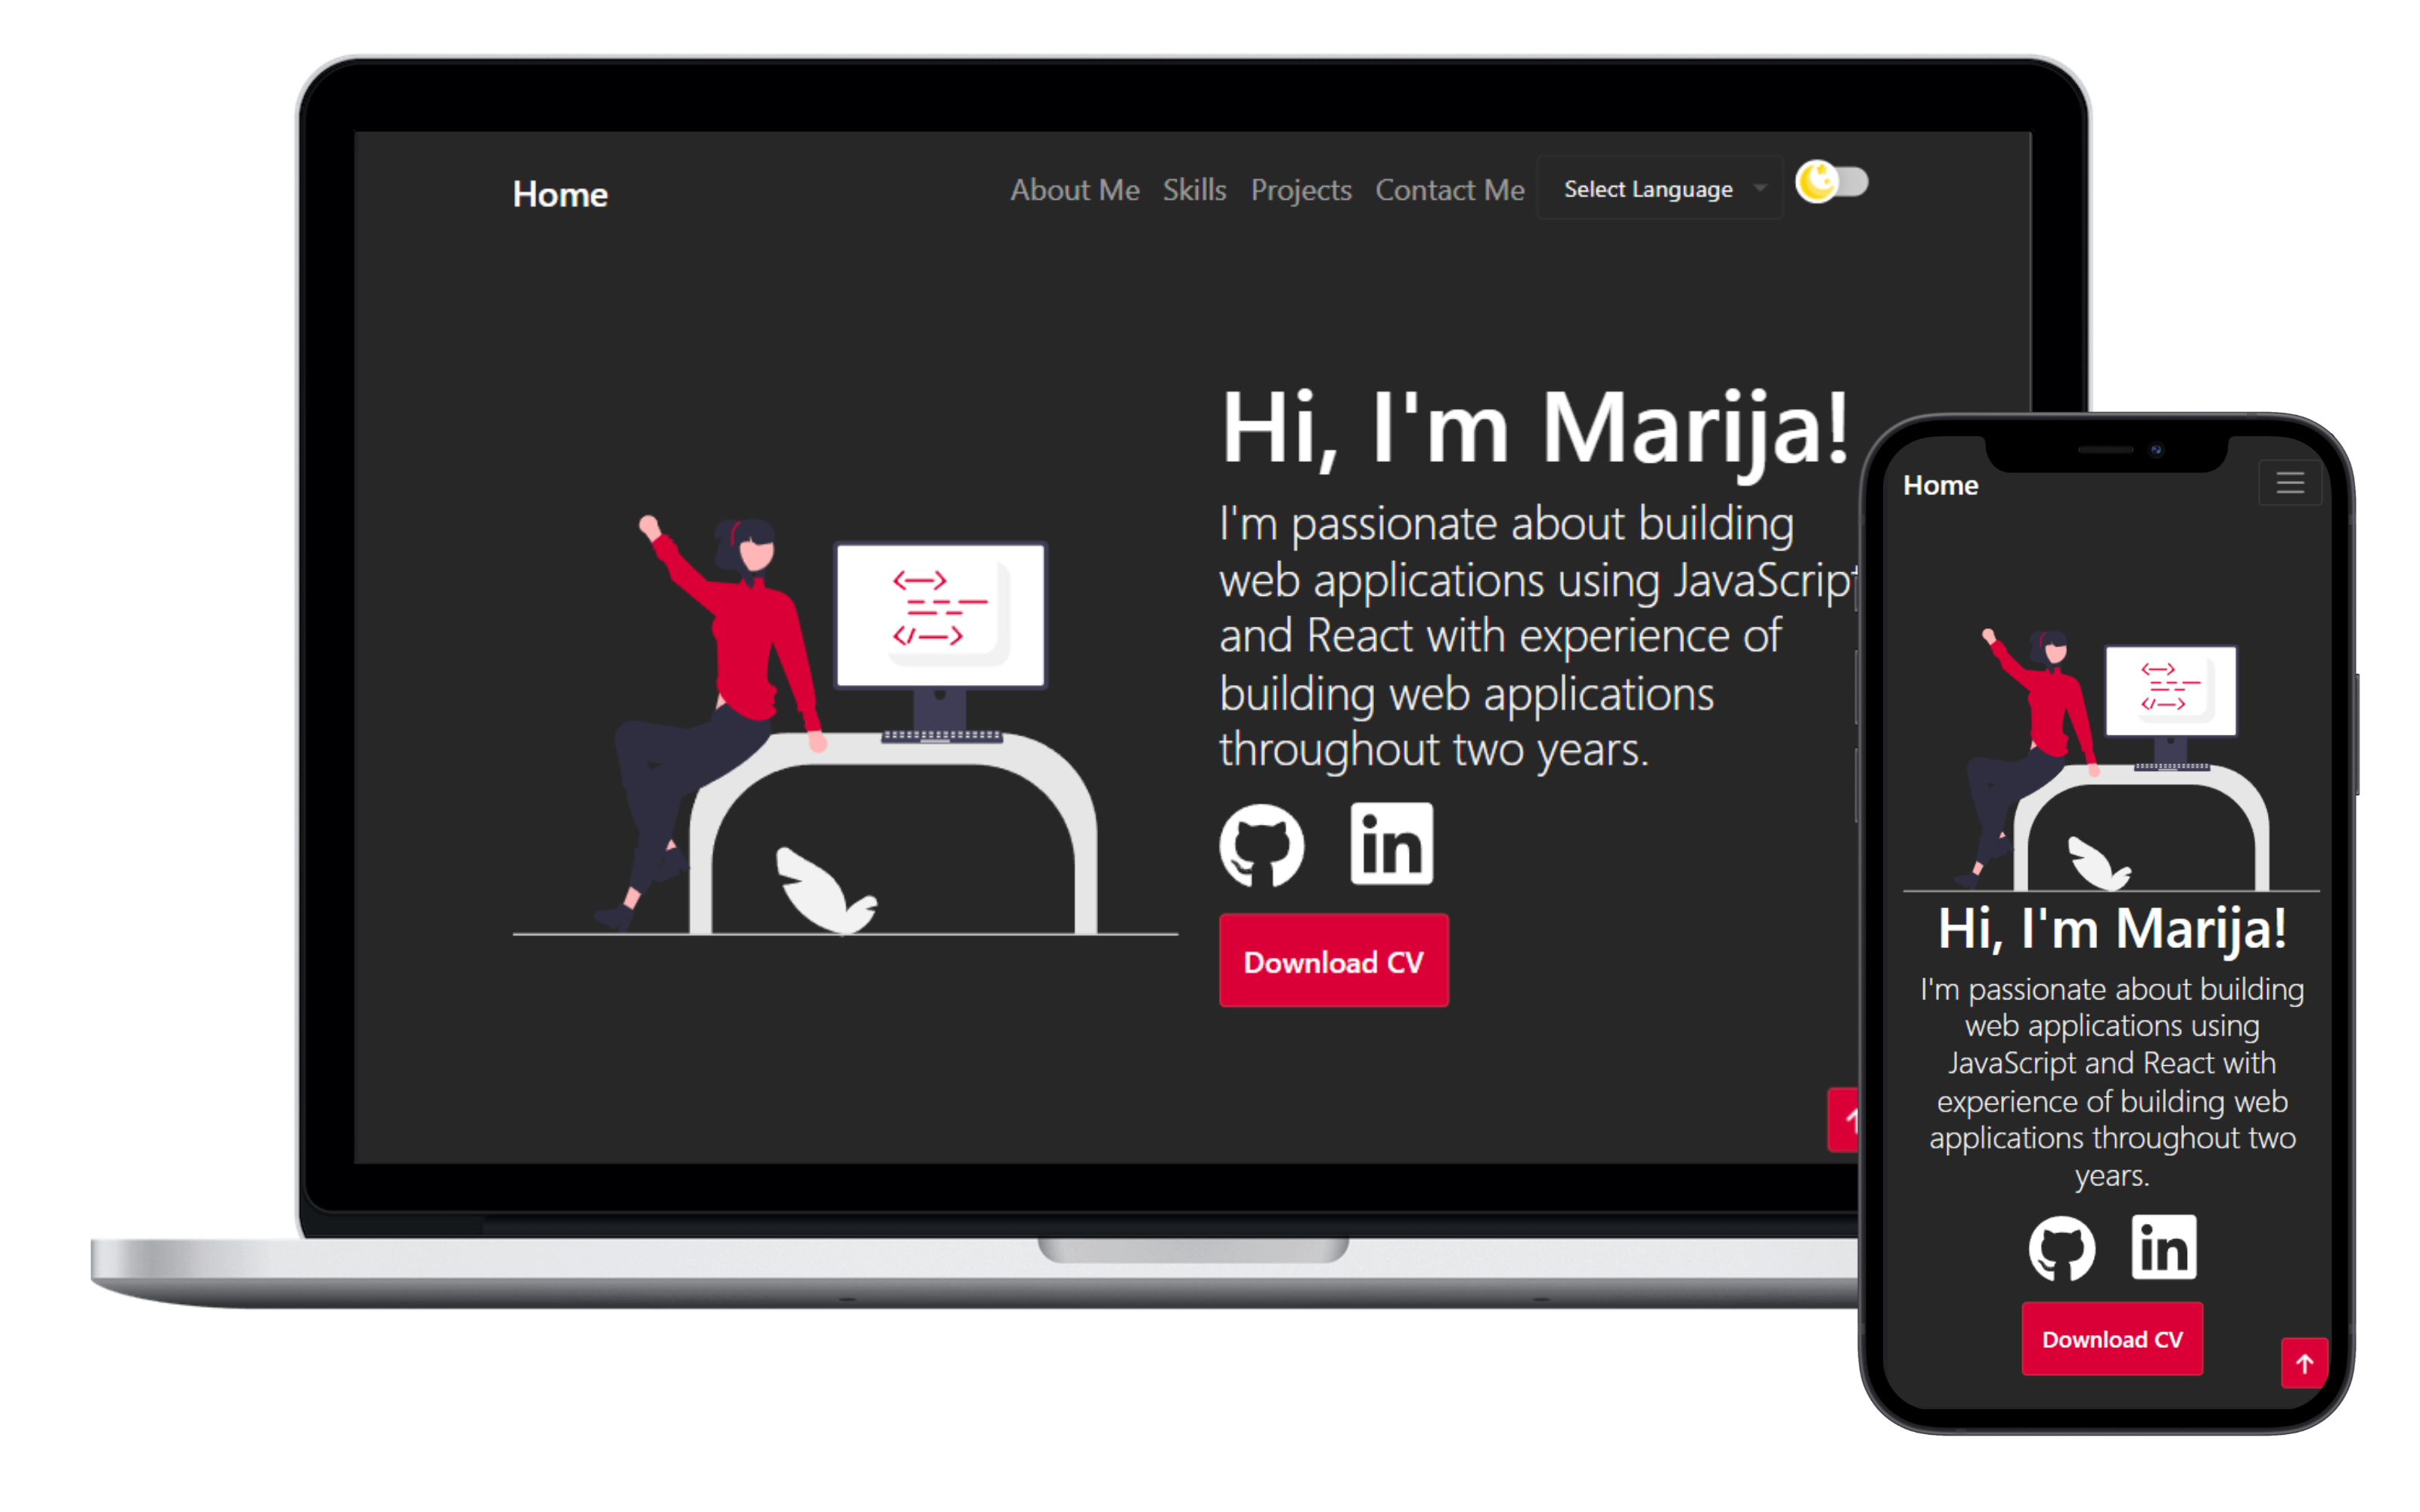 Home
About Me Skills Projects Contact Me Select Language
Hi, I'm Marija!
I'm passionate about building
web applications using JavaScript
and React with experience of
building web applications
throughout two years.
in
Download CV
Home
Hi, I'm Marija!
I'm passionate about building
web applications using
JavaScript and React with
experience of building web
applications throughout two
years.
in
Download CV